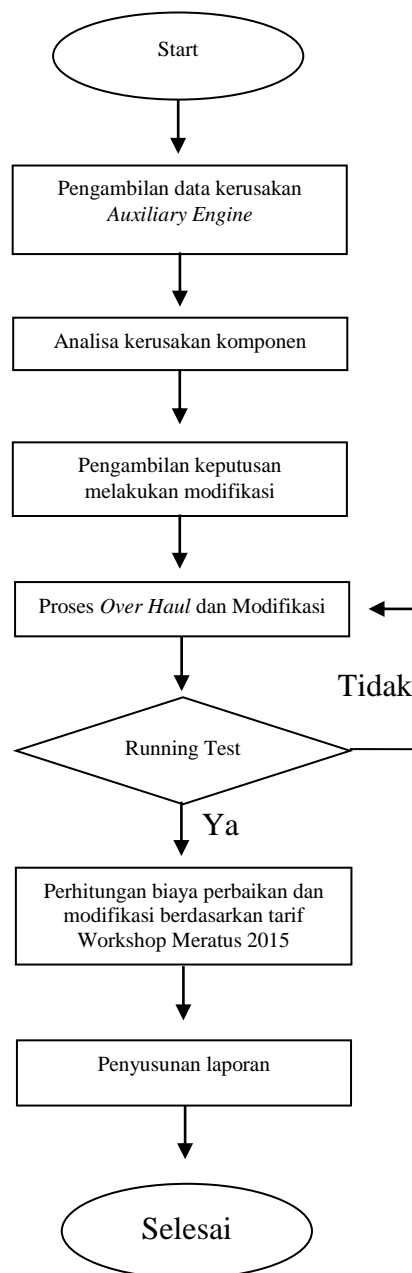 Start
Pengambilan data kerusakan
Auxiliary Engine
Analisa kerusakan komponen
Pengambilan keputusan
melakukan modifikasi
Proses Over Haul dan Modifikasi
Tidak
Running Test
Ya
Perhitungan biaya perbaikan dan
modifikasi berdasarkan tarif
Workshop Meratus 2015
Penyusunan laporan
Selesai